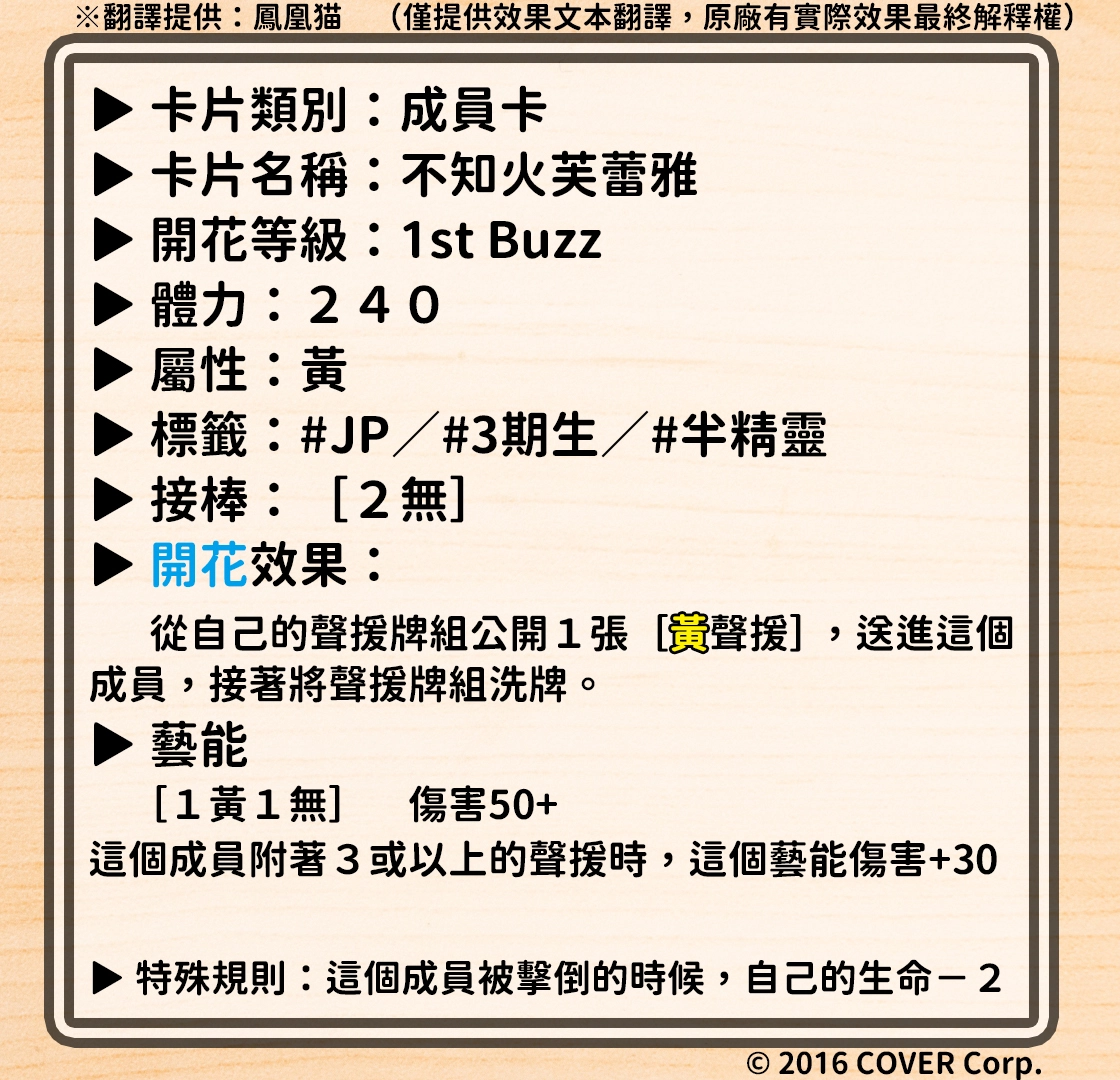 ※翻譯提供：鳳凰猫　（僅提供效果文本翻譯，原廠有實際效果最終解釋權）
▶ 卡片類別：成員卡
▶ 卡片名稱：不知火芙蕾雅
▶ 開花等級：1st Buzz
▶ 體力：２４０
▶ 屬性：黃
▶ 標籤：#JP／#3期生／#半精靈
▶ 接棒：［２無］
▶ 開花效果：
從自己的聲援牌組公開１張［黃聲援］，送進這個
成員，接著將聲援牌組洗牌。
▶ 藝能
［１黃１無］　傷害50+
這個成員附著３或以上的聲援時，這個藝能傷害+30
▶ 特殊規則：這個成員被擊倒的時候，自己的生命－２
© 2016 COVER Corp.